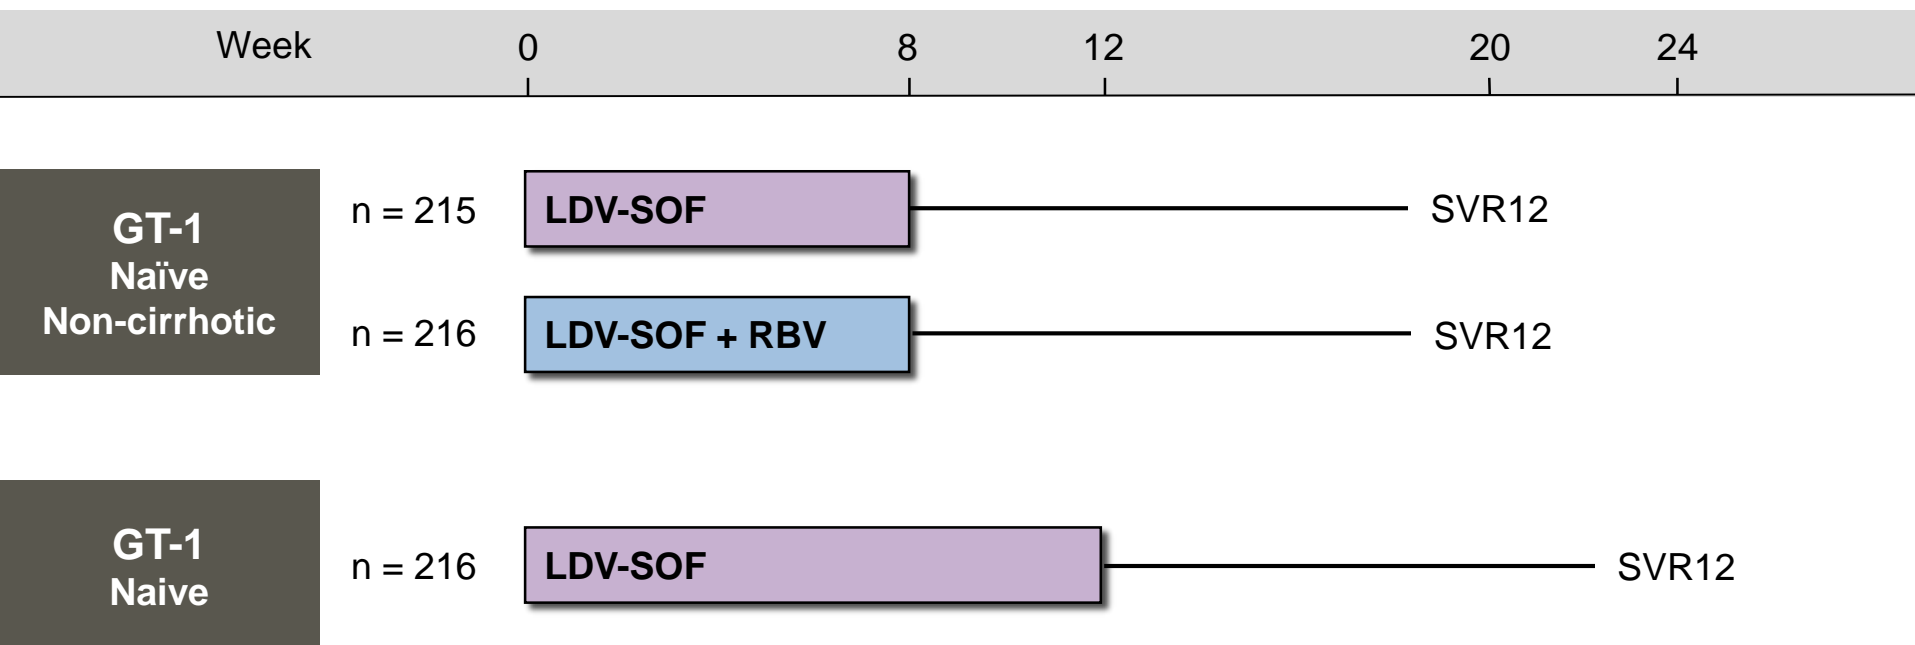 Week 0 8 12 20 24
GT-1
Naïve
Non-cirrhotic
n = 215 LDV-SOF SVR12
n = 216 LDV-SOF + RBV SVR12
GT-1
Naive
n = 216 LDV-SOF SVR12